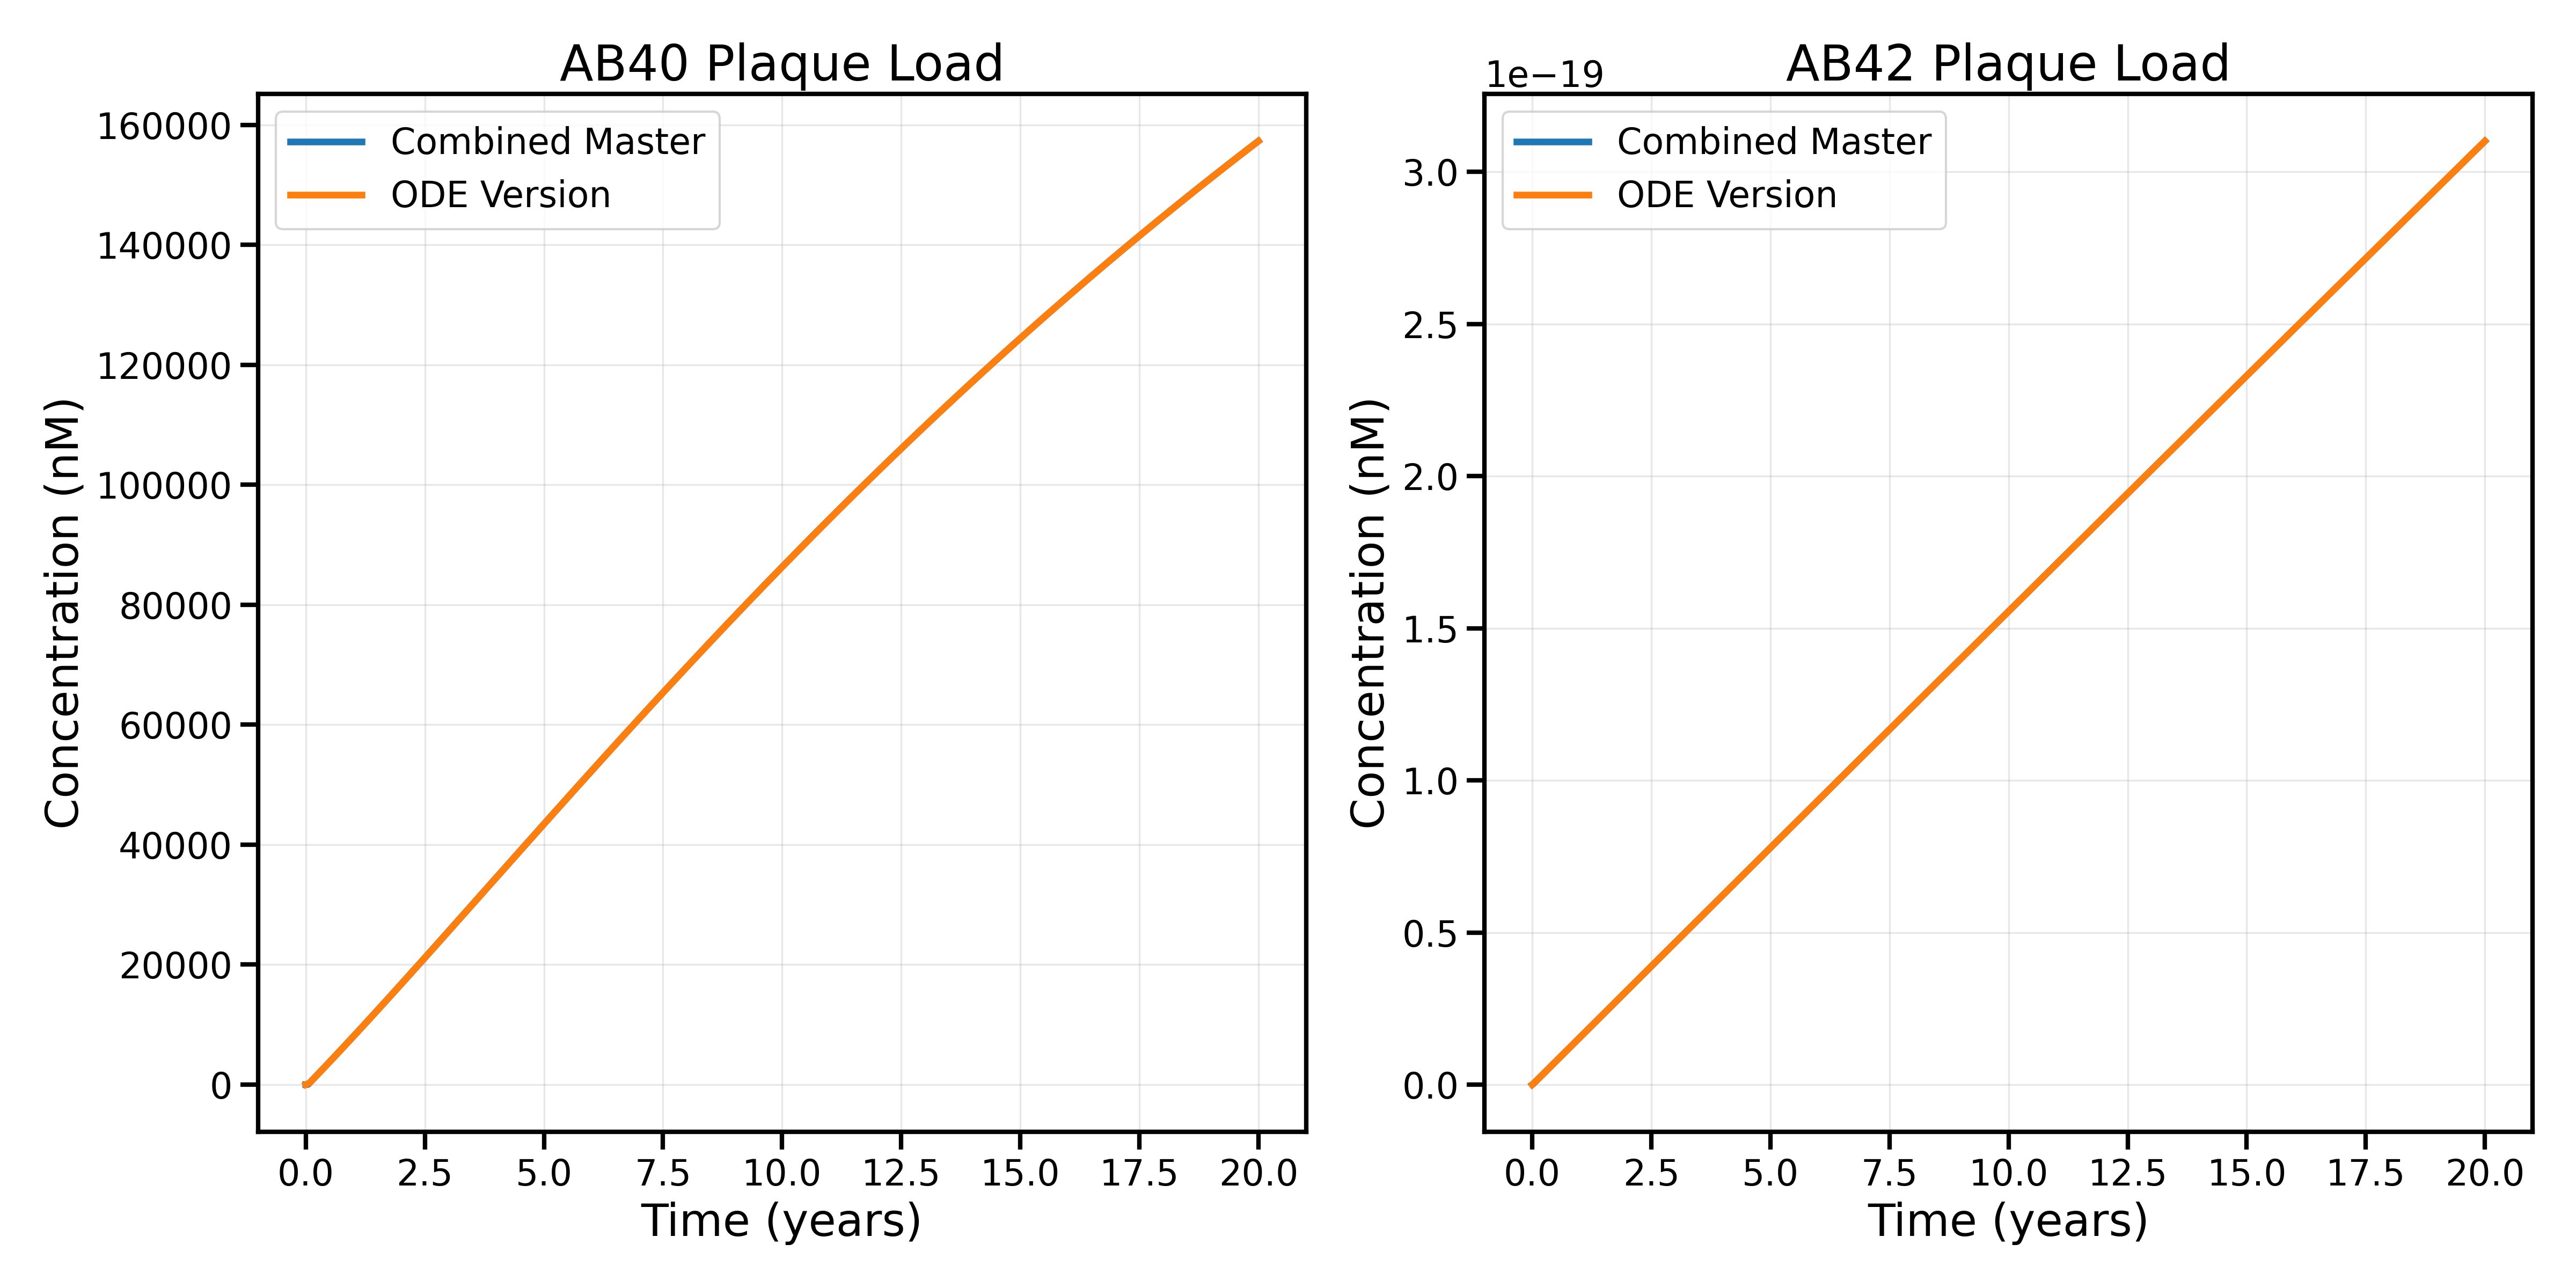 AB40 Plaque Load
Combined Master
ODE Version
160000
140000
120000
100000
80000
60000
40000
20000
0
Concentration (nM)
0.0 2.5 5.0 7.5 10.0 12.5 15.0 17.5 20.0
Time (years)
AB42 Plaque Load
1e−19
Combined Master
ODE Version
3.0
2.5
2.0
1.5
1.0
0.5
0.0
Concentration (nM)
0.0 2.5 5.0 7.5 10.0 12.5 15.0 17.5 20.0
Time (years)